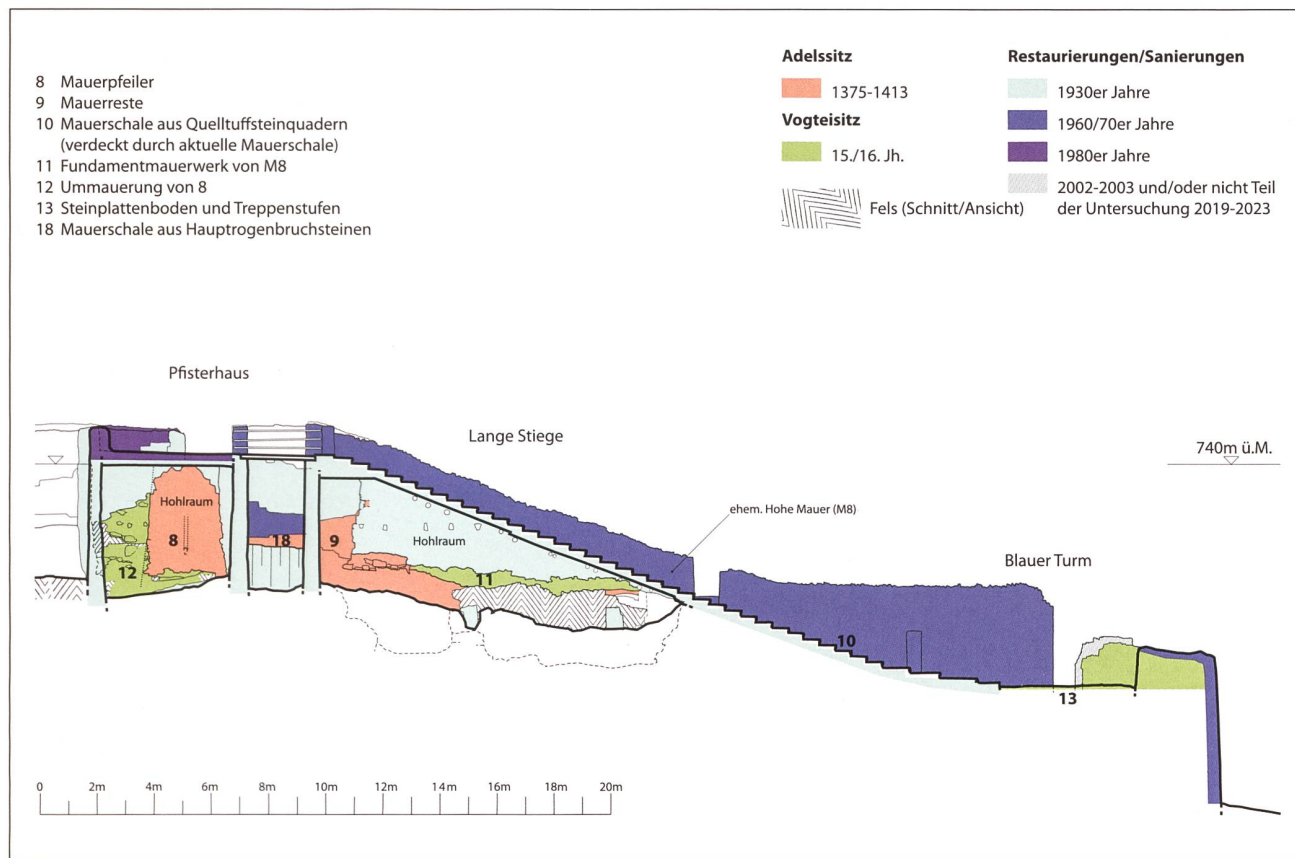 8 Mauerpfeiler
9 Mauerreste
10 Mauerschale aus Quelltuffsteinquadern
(verdeckt durch aktuelle Mauerschale)
11 Fundamentmauerwerk von M8
12 Ummauerung von 8
13 Steinplattenboden und Treppenstufen
18 Mauerschale aus Hauptrogenbruchsteinen
Adelssitz
1375-1413
Vogteisitz
15./16. Jh.
Fels (Schnitt/Ansicht)
Restaurierungen/Sanierungen
1930er Jahre
1960/70er Jahre
1980er Jahre
2002-2003 und/oder nicht Teil
der Untersuchung 2019-2023
Pfisterhaus
Lange Stiege
740m ü.M.
Hohlraum
8
12
18
9
Hohlraum
11
ehem. Hohe Mauer (M8)
Blauer Turm
10
13
0 2m 4m 6m 8m 10m 12m 14m 16m 18m 20m